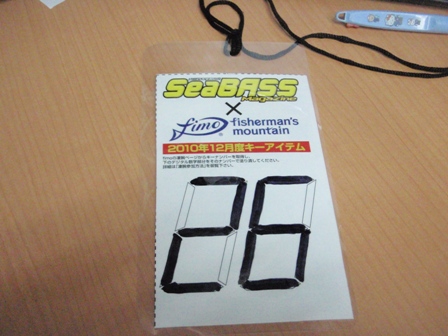 SeaBASS
Magazine
×
fimo
fisherman's
mountain
2010年12月度キーアイテム
26